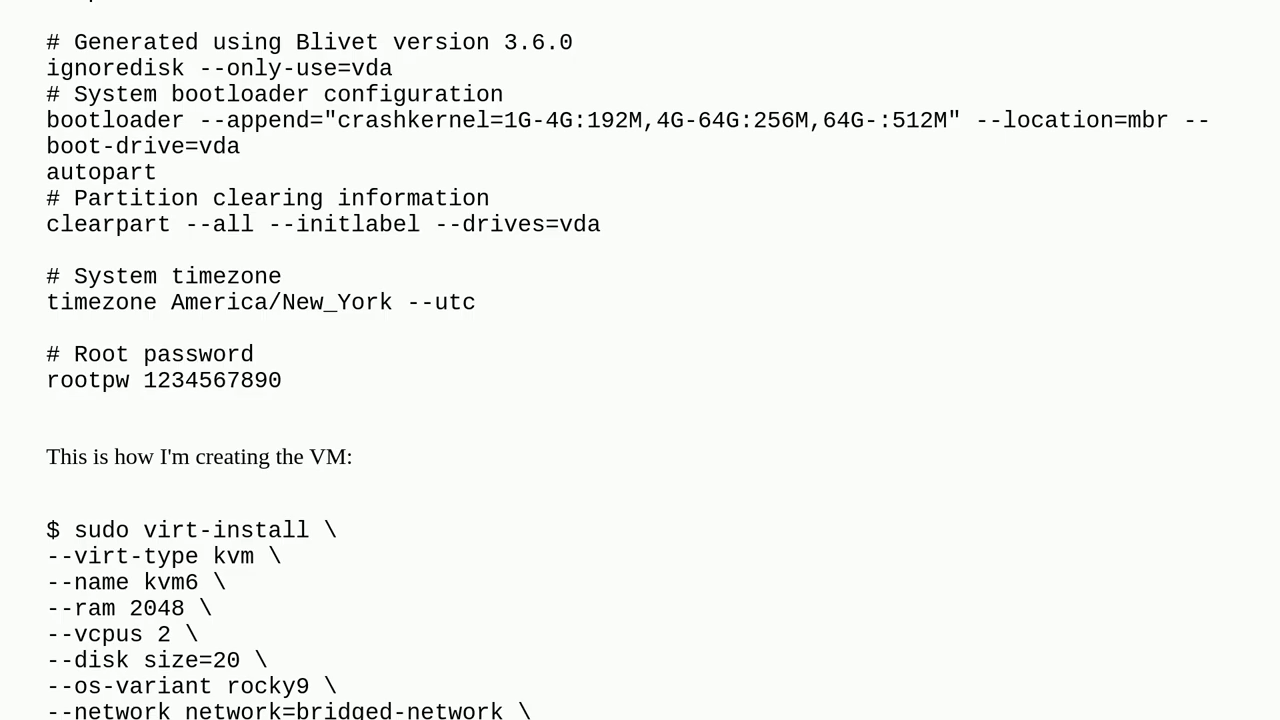 # Generated using Blivet version 3.6.0
ignoredisk --only-use=vda
# System bootloader configuration
bootloader --append="crashkernel=1G-4G:192M,4G-64G:256M,64G-:512M" --location=mbr --
boot-drive=vda
autopart
# Partition clearing information
clearpart --all --initlabel --drives=vda
# System timezone
timezone America/New_York --utc
# Root password
rootpw 1234567890
This is how I'm creating the VM:
$ sudo virt-install \
--virt-type kvm \
--name kvm6 \
--ram 2048 \
--vcpus 2 \
--disk size=20 \
--os-variant rocky9 \
--network network=bridged-network \